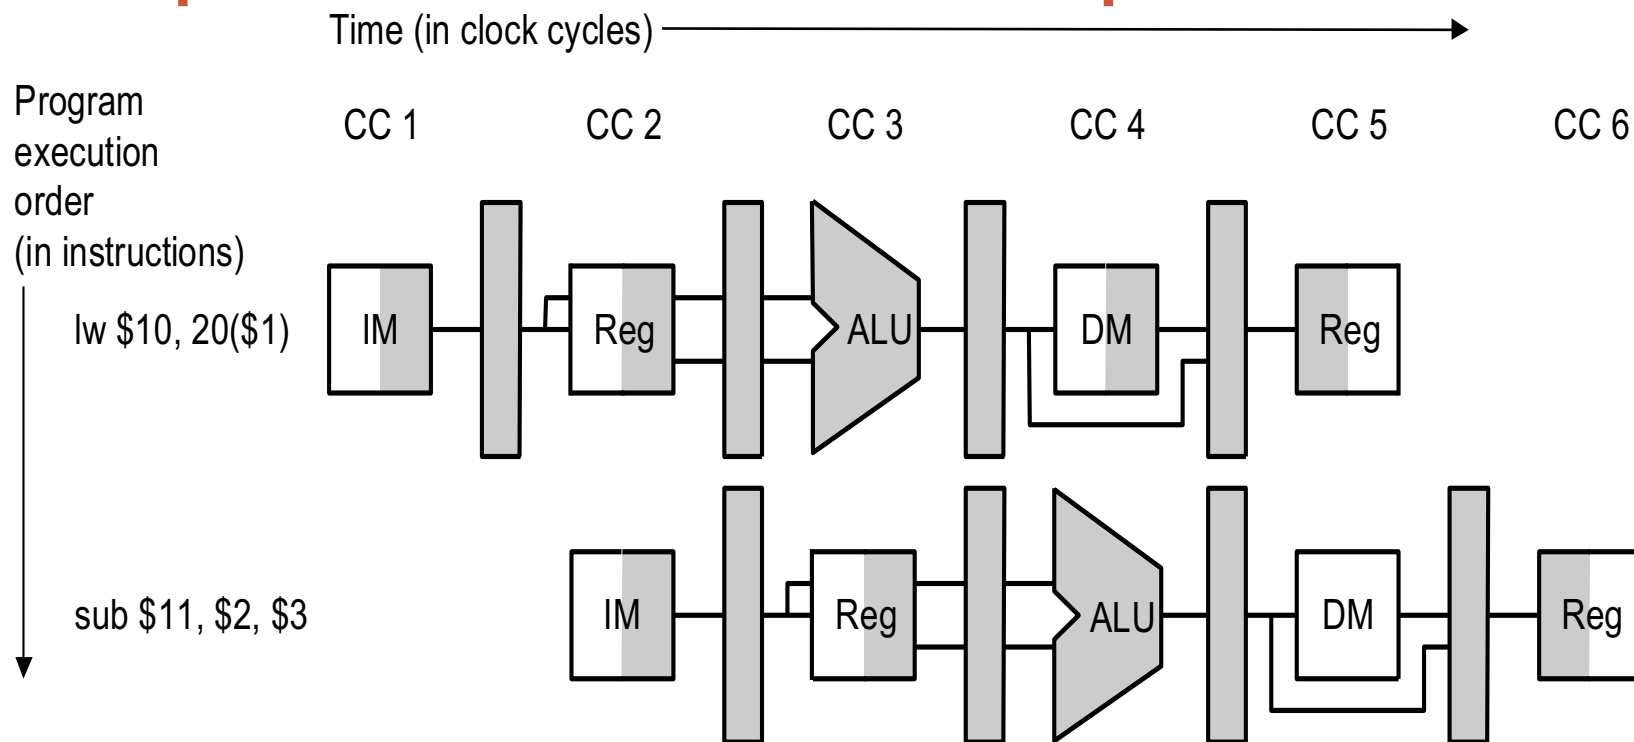 Time (in clock cycles)
Program
execution
order
(in instructions)
CC 1 CC 2 CC 3 CC 4 CC 5 CC 6
lw $10, 20($1) IM Reg ALU DM Reg
sub $11, $2, $3 IM Reg ALU DM Reg